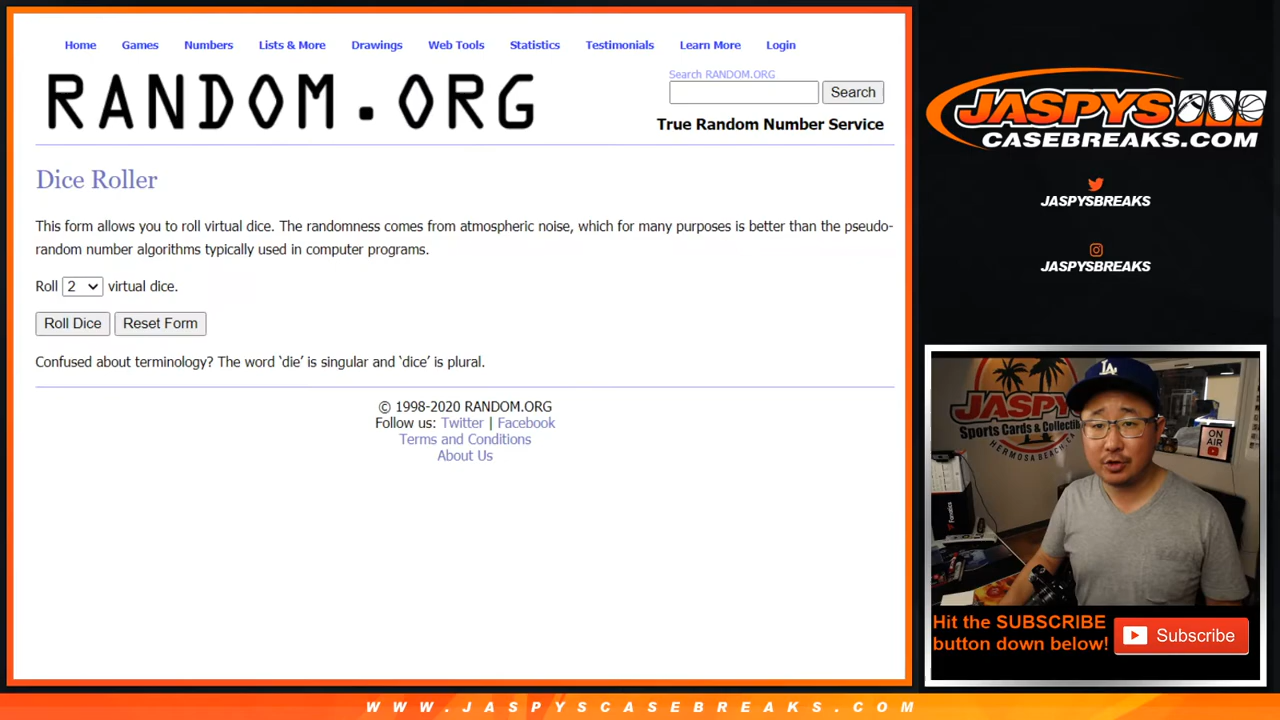 Home Games Numbers Lists & More Drawings Web Tools Statistics Testimonials Learn More Login
RANDOM.ORG
Search RANDOM.ORG
Search
True Random Number Service
Dice Roller
This form allows you to roll virtual dice. The randomness comes from atmospheric noise, which for many purposes is better than the pseudo-
random number algorithms typically used in computer programs.
Roll 2 virtual dice.
Roll Dice Reset Form
Confused about terminology? The word ‘die’ is singular and ‘dice’ is plural.
© 1998-2020 RANDOM.ORG
Follow us: Twitter | Facebook
Terms and Conditions
About Us
JASPYS
CASEBREAKS.COM
JASPYSBREAKS
JASPYSBREAKS
JASPYS
Sports Cards & Collectib
HERMOSA BEACH, CA
LA
ON
AIR
Fanatics
Hit the SUBSCRIBE
button down below!
Subscribe
WWW.JASPYSCASEBREAKS.COM